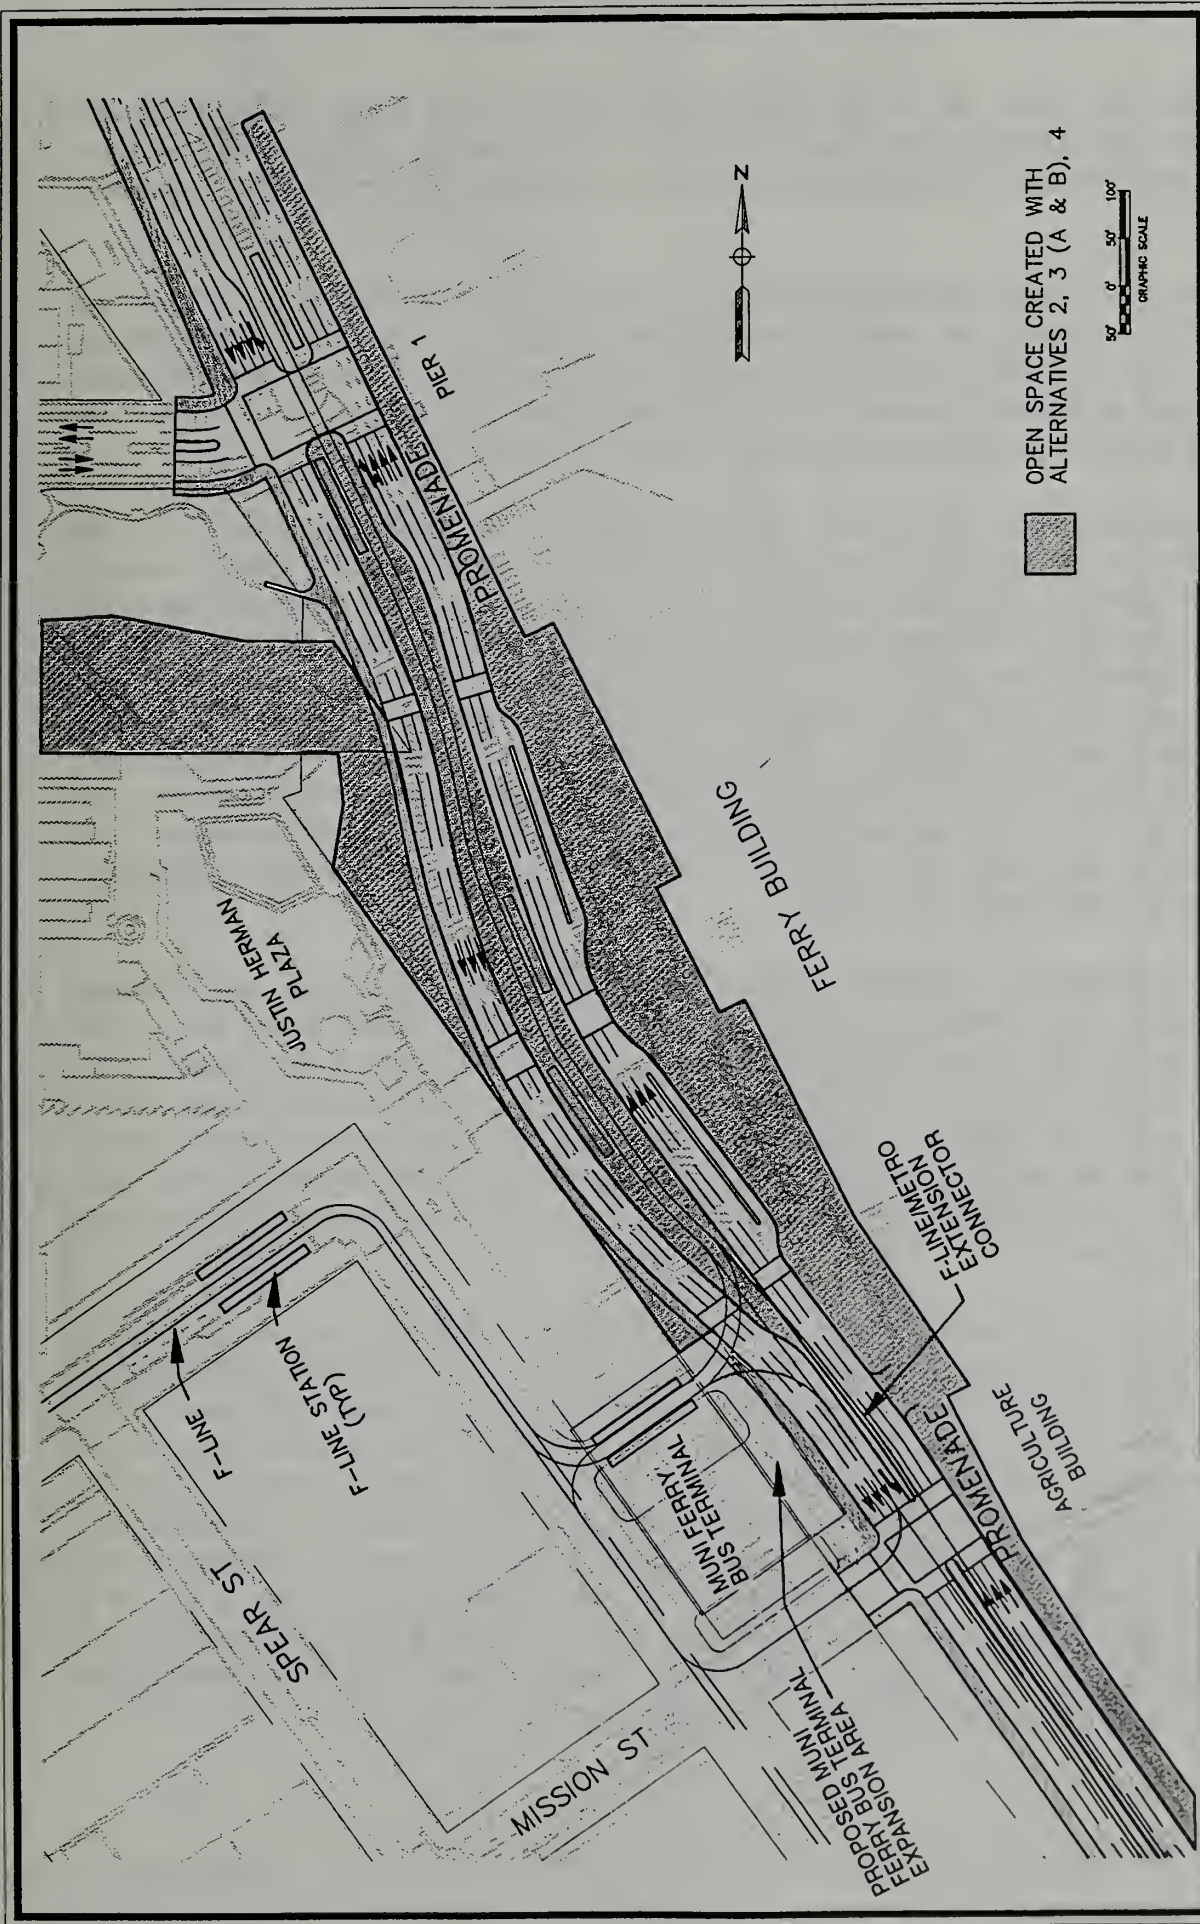 PIER 1
PROMENADE
N
OPEN SPACE CREATED WITH
ALTERNATIVES 2, 3 (A & B), 4
50' 0' 50' 100'
GRAPHIC SCALE
FERRY BUILDING
JUSTIN HERMAN
PLAZA
F-LINE/METRO
EXTENSION
CONNECTOR
F-LINE
F-LINE STATION
(TYP)
MUNI FERRY
BUS TERMINAL
PROMENADE
AGRICULTURE
BUILDING
SPEAR ST
MISSION ST
PROPOSED MUNI
FERRY BUS TERMINAL
EXPANSION AREA